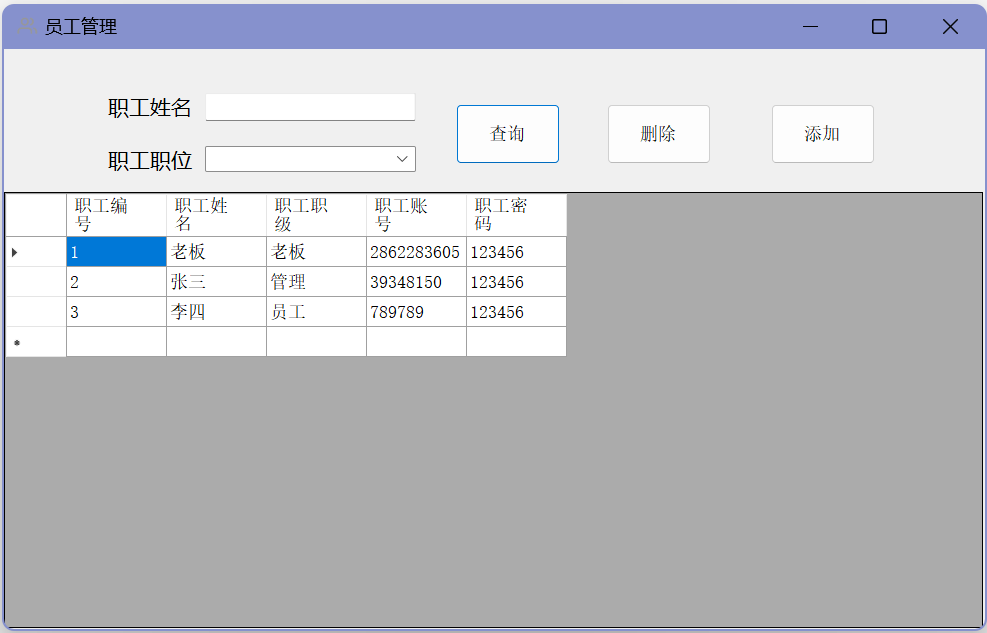 员工管理
职工姓名
查询 删除 添加
职工职位
职工编号 职工姓名 职工职级 职工账号 职工密码
1 老板 老板 2862283605 123456
2 张三 管理 39348150 123456
3 李四 员工 789789 123456